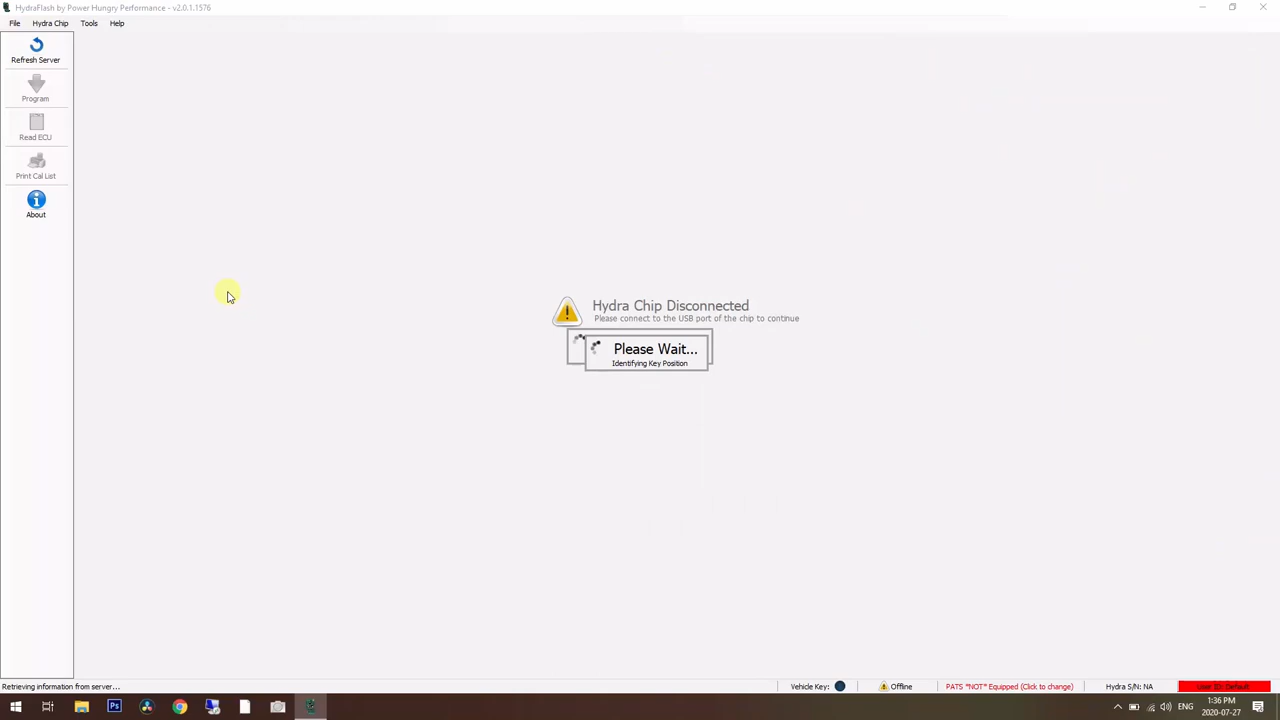 HydraFlash by Power Hungry Performance - v2.0.1.1576
File Hydra Chip Tools Help
Refresh Server
Program
Read ECU
Print Cal List
About
Hydra Chip Disconnected
Please connect to the USB port of the chip to continue
Please Wait...
Identifying Key Position
Retrieving information from server... Vehicle Key: Offline PATS *NOT* Equipped (Click to change) Hydra S/N: NA User ID: Default
ENG 1:36 PM
2020-07-27